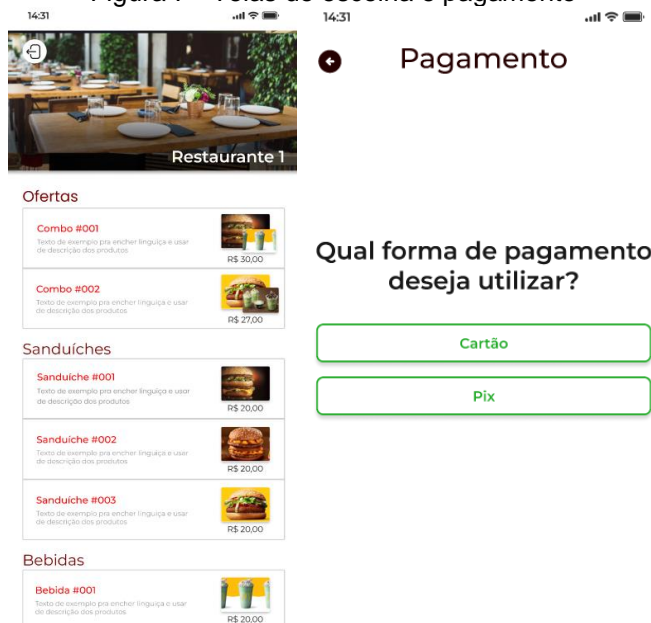 14:31
Restaurante 1
Ofertas
Combo #001
Texto de exemplo pra encher linguiça e usar
de descrição dos produtos
R$ 30,00
Combo #002
Texto de exemplo pra encher linguiça e usar
de descrição dos produtos
R$ 27,00
Sanduíches
Sanduíche #001
Texto de exemplo pra encher linguiça e usar
de descrição dos produtos
R$ 20,00
Sanduíche #002
Texto de exemplo pra encher linguiça e usar
de descrição dos produtos
R$ 20,00
Sanduíche #003
Texto de exemplo pra encher linguiça e usar
de descrição dos produtos
R$ 20,00
Bebidas
Bebida #001
Texto de exemplo pra encher linguiça e usar
de descrição dos produtos
R$ 20,00
14:31
Pagamento
Qual forma de pagamento
deseja utilizar?
Cartão
Pix